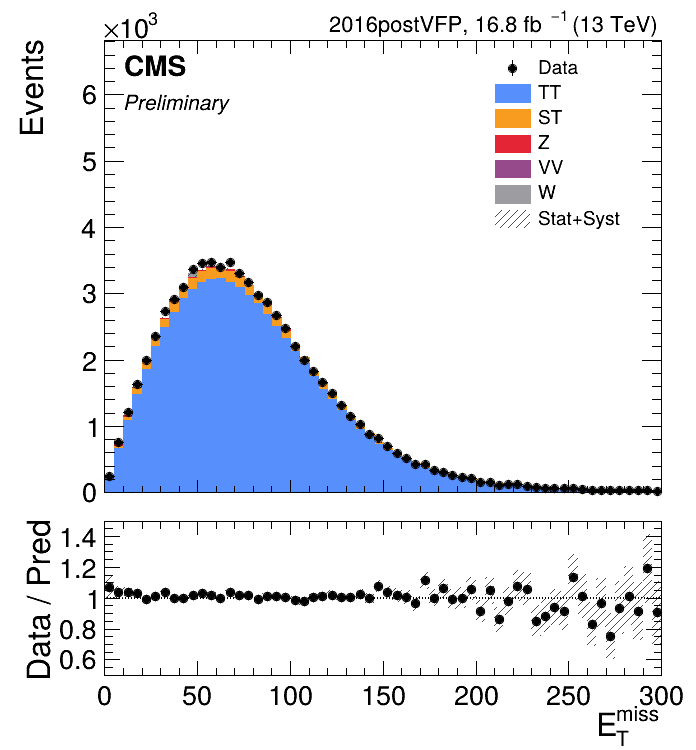 ×10³
2016postVFP, 16.8 fb⁻¹ (13 TeV)
CMS
Preliminary
Events
Data
TT
ST
Z
VV
W
Stat+Syst
6
5
4
3
2
1
0
Data / Pred
1.4
1.2
1
0.8
0.6
0 50 100 150 200 250 300
E_T^miss